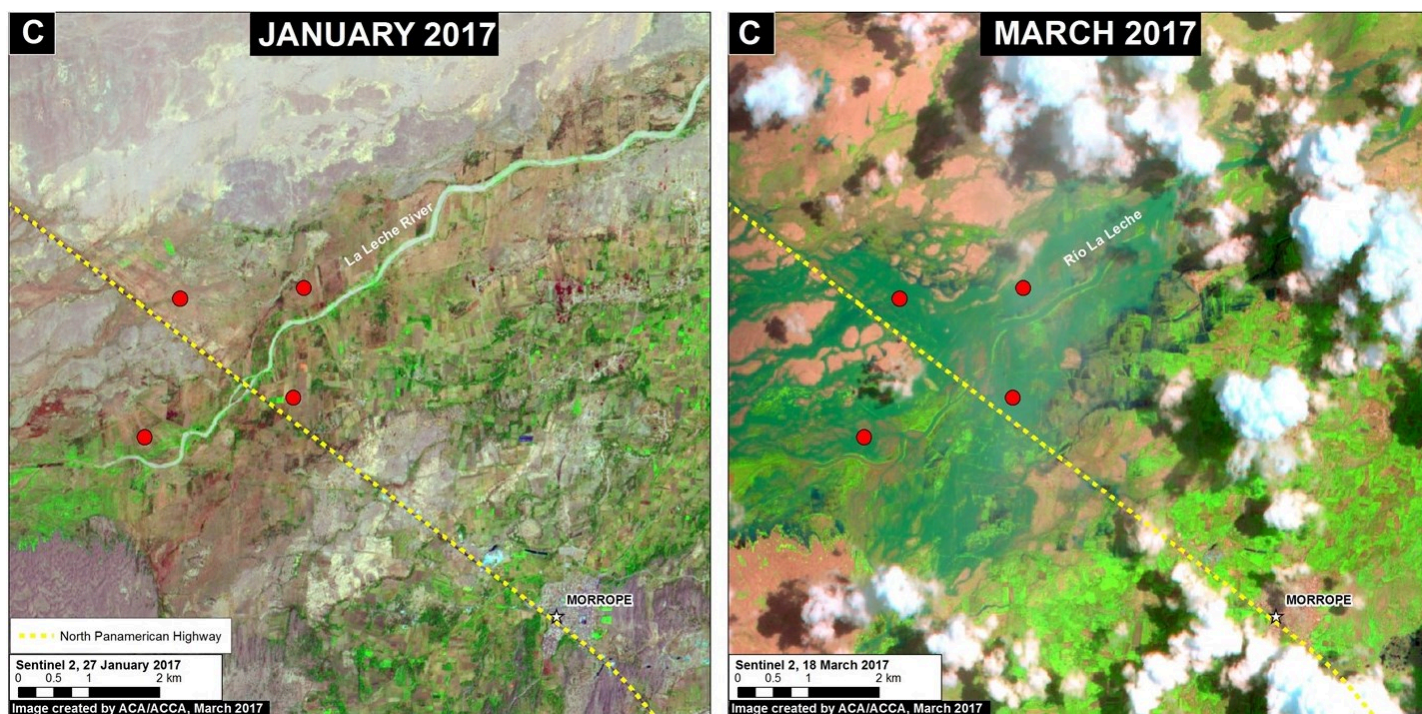 C
JANUARY 2017
La Leche River
MORROPE
North Panamerican Highway
Sentinel 2, 27 January 2017
0 0.5 1 2 km
Image created by ACA/ACCA, March 2017
C
MARCH 2017
Río La Leche
MORROPE
Sentinel 2, 18 March 2017
0 0.5 1 2 km
Image created by ACA/ACCA, March 2017